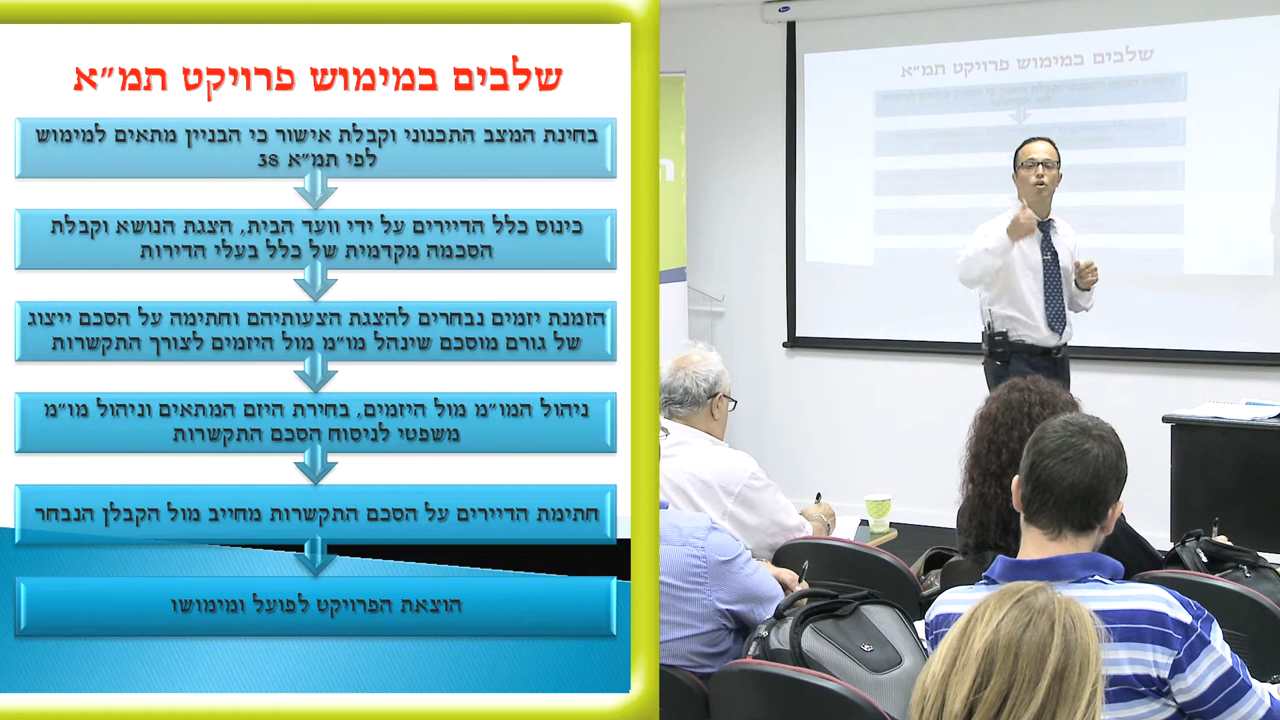 שלבים במימוש פרויקט תמ"א
בחינת המצב התכנוני וקבלת אישור כי הבניין מתאים למימוש
לפי תמ"א 38
כינוס כלל הדיירים על ידי וועד הבית, הצגת הנושא וקבלת
הסכמה מקדמית של כלל בעלי הדירות
הזמנת יזמים נבחרים להצגת הצעותיהם וחתימה על הסכם ייצוג
של גורם מוסכם שינהל מו"מ מול היזמים לצורך התקשרות
ניהול המו"מ מול היזמים, בחירת היזם המתאים וניהול מו"מ
משפטי לניסוח הסכם התקשרות
חתימת הדיירים על הסכם התקשרות מחייב מול הקבלן הנבחר
הוצאת הפרויקט לפועל ומימושו
שלבים במימוש פרויקט תמ"א